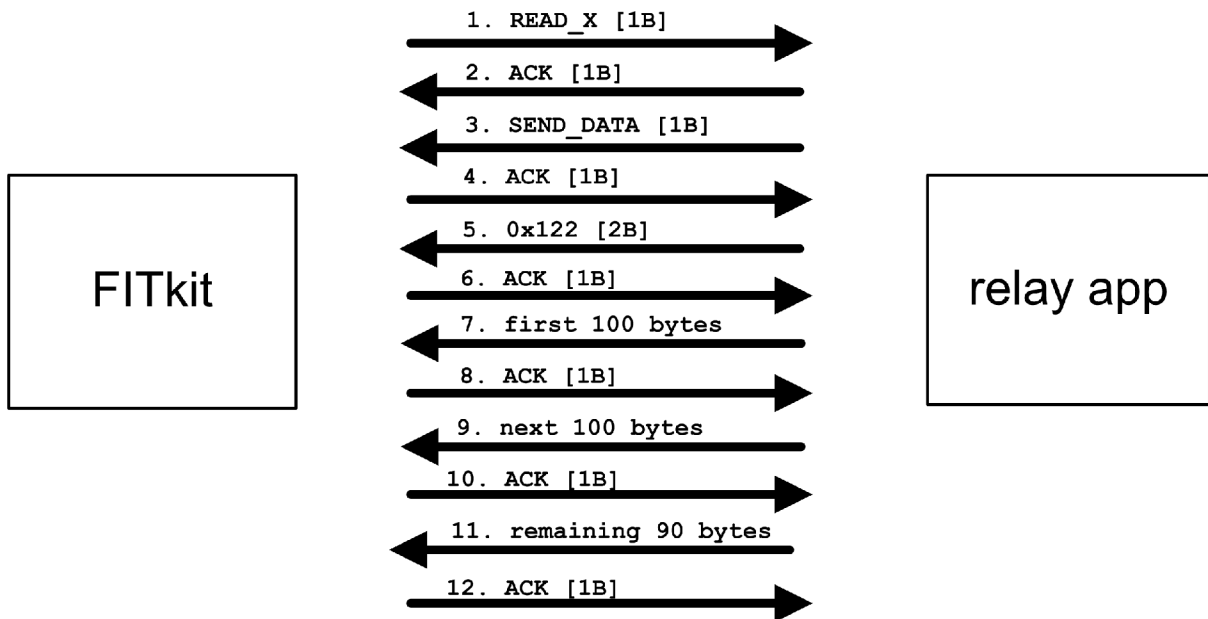 1. READ_X [1B]
2. ACK [1B]
3. SEND_DATA [1B]
4. ACK [1B]
5. 0x122 [2B]
6. ACK [1B]
7. first 100 bytes
8. ACK [1B]
9. next 100 bytes
10. ACK [1B]
11. remaining 90 bytes
12. ACK [1B]
FITkit
relay app